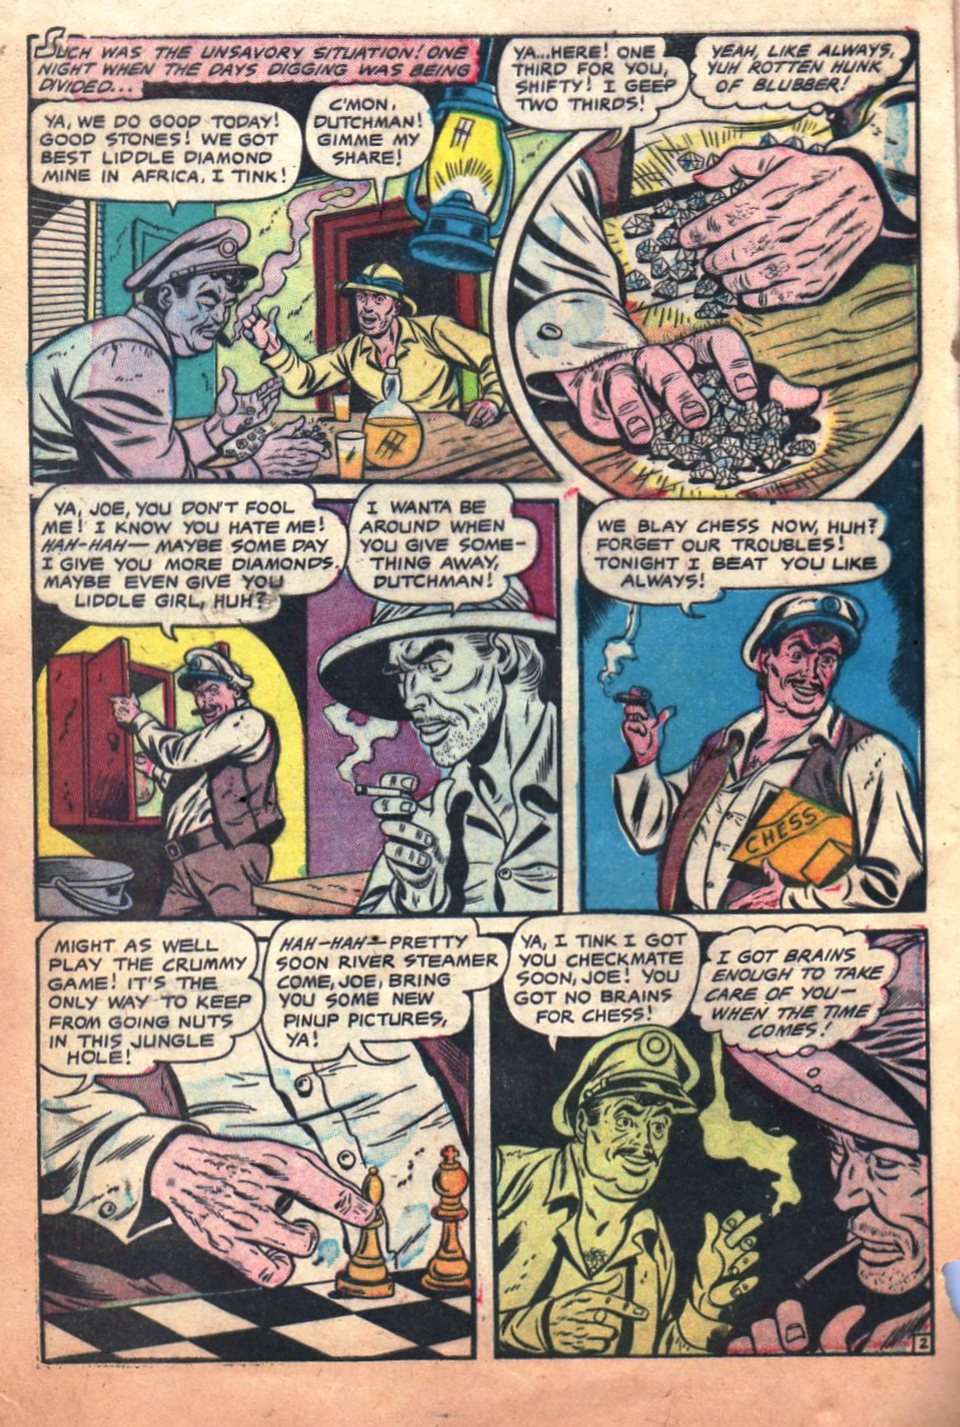 SUCH WAS THE UNSAVORY SITUATION! ONE
NIGHT WHEN THE DAYS DIGGING WAS BEING
DIVIDED...
YA, WE DO GOOD TODAY!
GOOD STONES! WE GOT
BEST LIDDLE DIAMOND
MINE IN AFRICA, I TINK!
C'MON,
DUTCHMAN!
GIMME MY
SHARE!
YA...HERE! ONE
THIRD FOR YOU,
SHIFTY! I GEEP
TWO THIRDS!
YEAH, LIKE ALWAYS,
YUH ROTTEN HUNK
OF BLUBBER!
YA, JOE, YOU DON'T FOOL
ME! I KNOW YOU HATE ME!
HAH-HAH— MAYBE SOME DAY
I GIVE YOU MORE DIAMONDS.
MAYBE EVEN GIVE YOU
LIDDLE GIRL, HUH?
I WANTA BE
AROUND WHEN
YOU GIVE SOME-
THING AWAY,
DUTCHMAN!
WE BLAY CHESS NOW, HUH?
FORGET OUR TROUBLES!
TONIGHT I BEAT YOU LIKE
ALWAYS!
CHESS
MIGHT AS WELL
PLAY THE CRUMMY
GAME! IT'S THE
ONLY WAY TO KEEP
FROM GOING NUTS
IN THIS JUNGLE
HOLE!
HAH-HAH—PRETTY
SOON RIVER STEAMER
COME, JOE, BRING
YOU SOME NEW
PINUP PICTURES,
YA!
YA, I TINK I GOT
YOU CHECKMATE
SOON, JOE! YOU
GOT NO BRAINS
FOR CHESS!
I GOT BRAINS
ENOUGH TO TAKE
CARE OF YOU—
WHEN THE TIME
COMES!
2